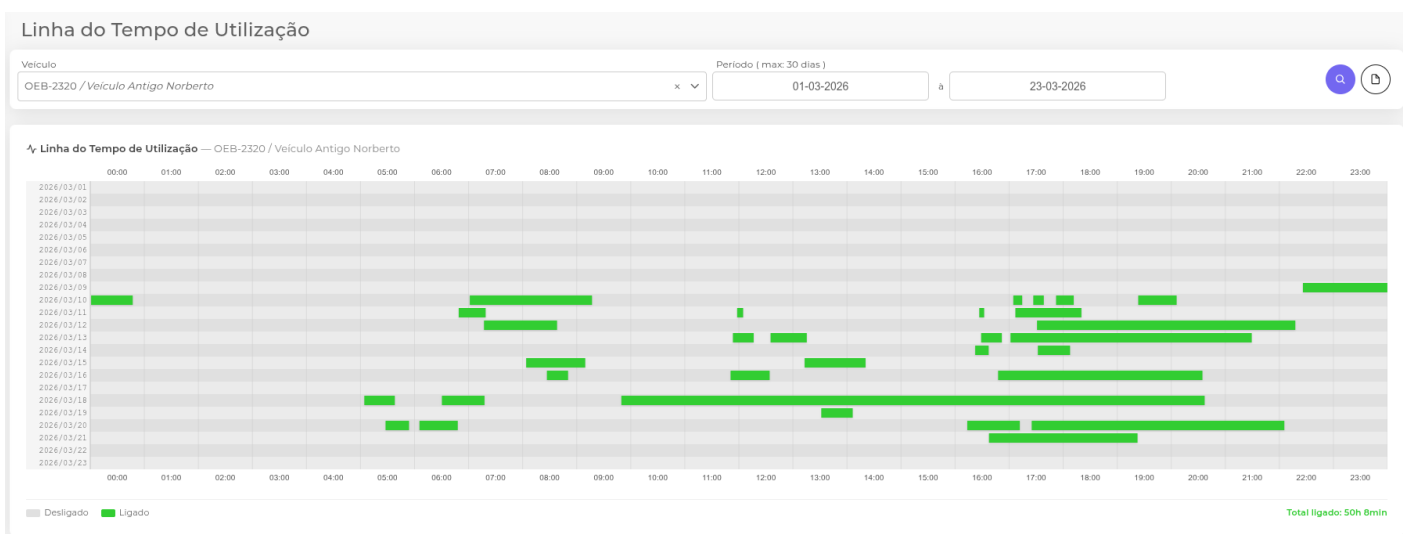 Linha do Tempo de Utilização
Veículo
Período ( max: 30 dias )
OEB-2320 / Veículo Antigo Norberto × 01-03-2026 à 23-03-2026
Linha do Tempo de Utilização — OEB-2320 / Veículo Antigo Norberto
00:00 01:00 02:00 03:00 04:00 05:00 06:00 07:00 08:00 09:00 10:00 11:00 12:00 13:00 14:00 15:00 16:00 17:00 18:00 19:00 20:00 21:00 22:00 23:00
2026/03/01
2026/03/02
2026/03/03
2026/03/04
2026/03/05
2026/03/06
2026/03/07
2026/03/08
2026/03/09
2026/03/10
2026/03/11
2026/03/12
2026/03/13
2026/03/14
2026/03/15
2026/03/16
2026/03/17
2026/03/18
2026/03/19
2026/03/20
2026/03/21
2026/03/22
2026/03/23
00:00 01:00 02:00 03:00 04:00 05:00 06:00 07:00 08:00 09:00 10:00 11:00 12:00 13:00 14:00 15:00 16:00 17:00 18:00 19:00 20:00 21:00 22:00 23:00
Desligado Ligado Total ligado: 50h 8min